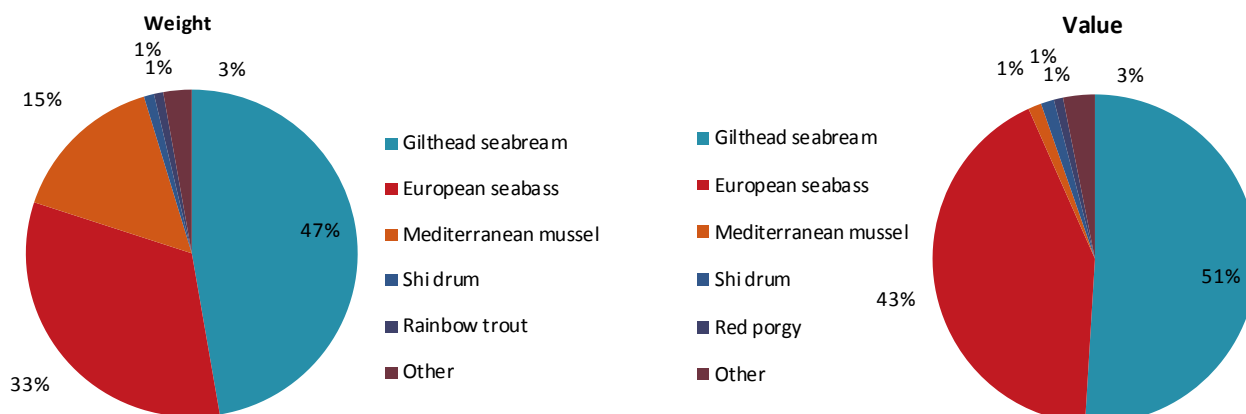 Weight
1%
1%
3%
15%
47%
33%
Gilthead seabream
European seabass
Mediterranean mussel
Shi drum
Rainbow trout
Other
Value
1%
1%
1%
3%
43%
51%
Gilthead seabream
European seabass
Mediterranean mussel
Shi drum
Red porgy
Other